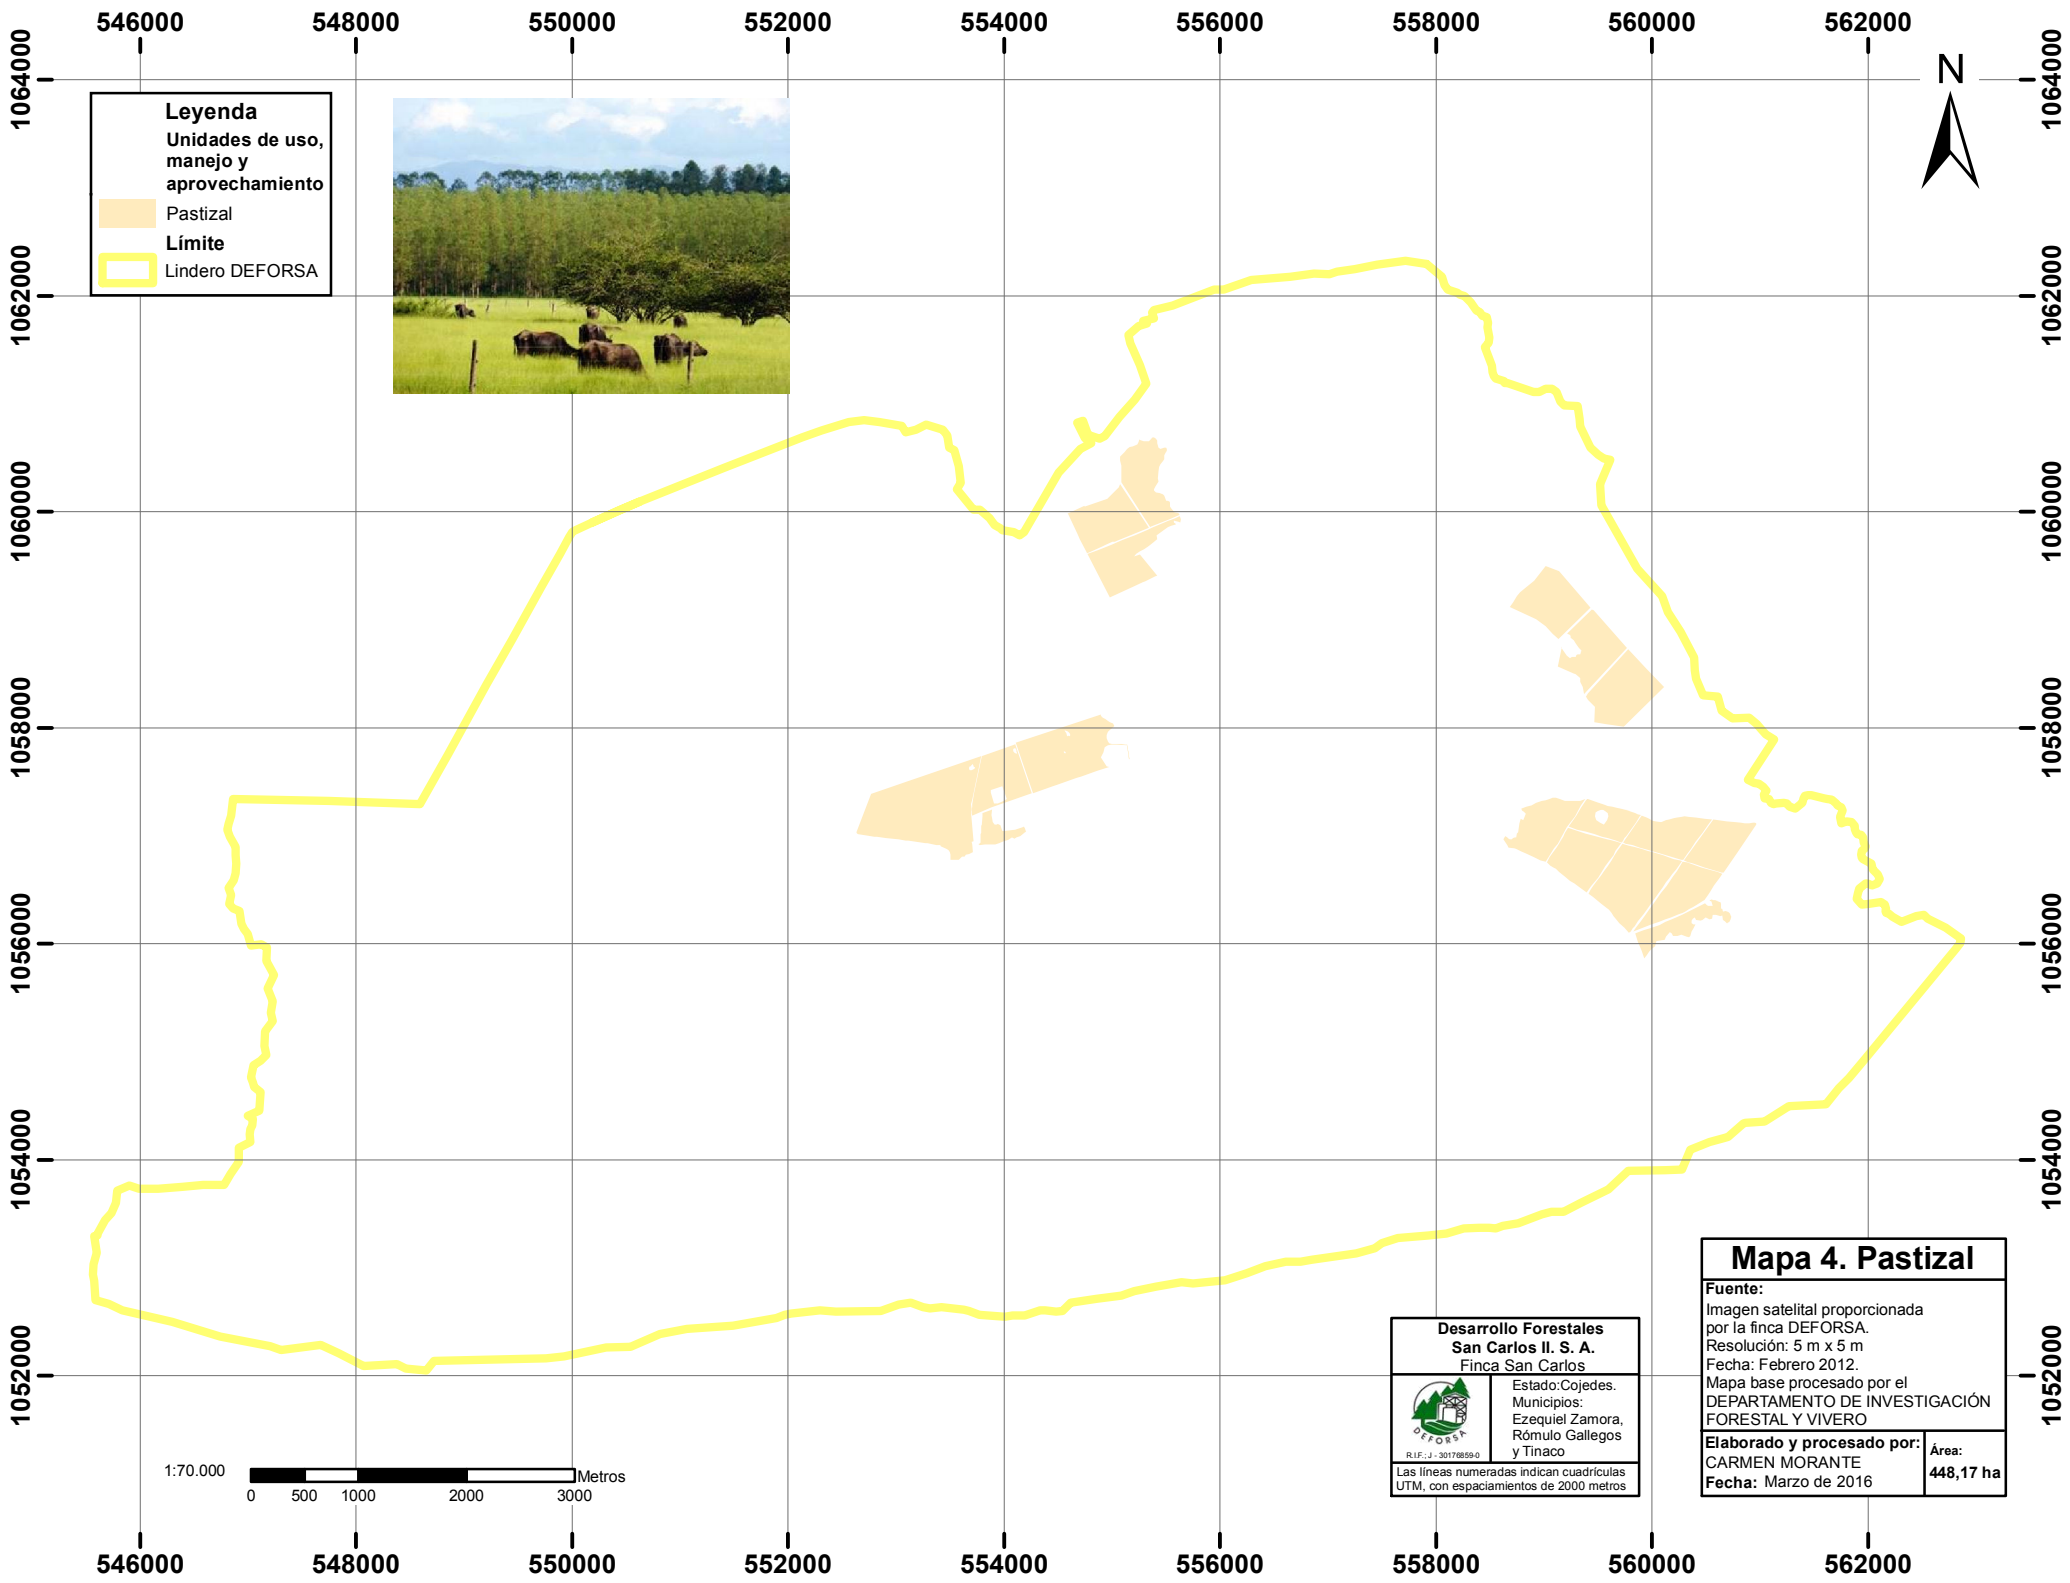 546000 548000 550000 552000 554000 556000 558000 560000 562000
1064000
1062000
1060000
1058000
1056000
1054000
1052000
Leyenda
Unidades de uso,
manejo y
aprovechamiento
Pastizal
Límite
Lindero DEFORSA
N
1064000
1062000
1060000
1058000
1056000
1054000
1052000
1:70.000
Metros
0 500 1000 2000 3000
Desarrollo Forestales
San Carlos II. S. A.
Finca San Carlos
DEFORSA
R.I.F.: J - 30176859-0
Estado:Cojedes.
Municipios:
Ezequiel Zamora,
Rómulo Gallegos
y Tinaco
Las líneas numeradas indican cuadrículas
UTM, con espaciamientos de 2000 metros
Mapa 4. Pastizal
Fuente:
Imagen satelital proporcionada
por la finca DEFORSA.
Resolución: 5 m x 5 m
Fecha: Febrero 2012.
Mapa base procesado por el
DEPARTAMENTO DE INVESTIGACIÓN
FORESTAL Y VIVERO
Elaborado y procesado por:
CARMEN MORANTE
Fecha: Marzo de 2016
Área:
448,17 ha
546000 548000 550000 552000 554000 556000 558000 560000 562000